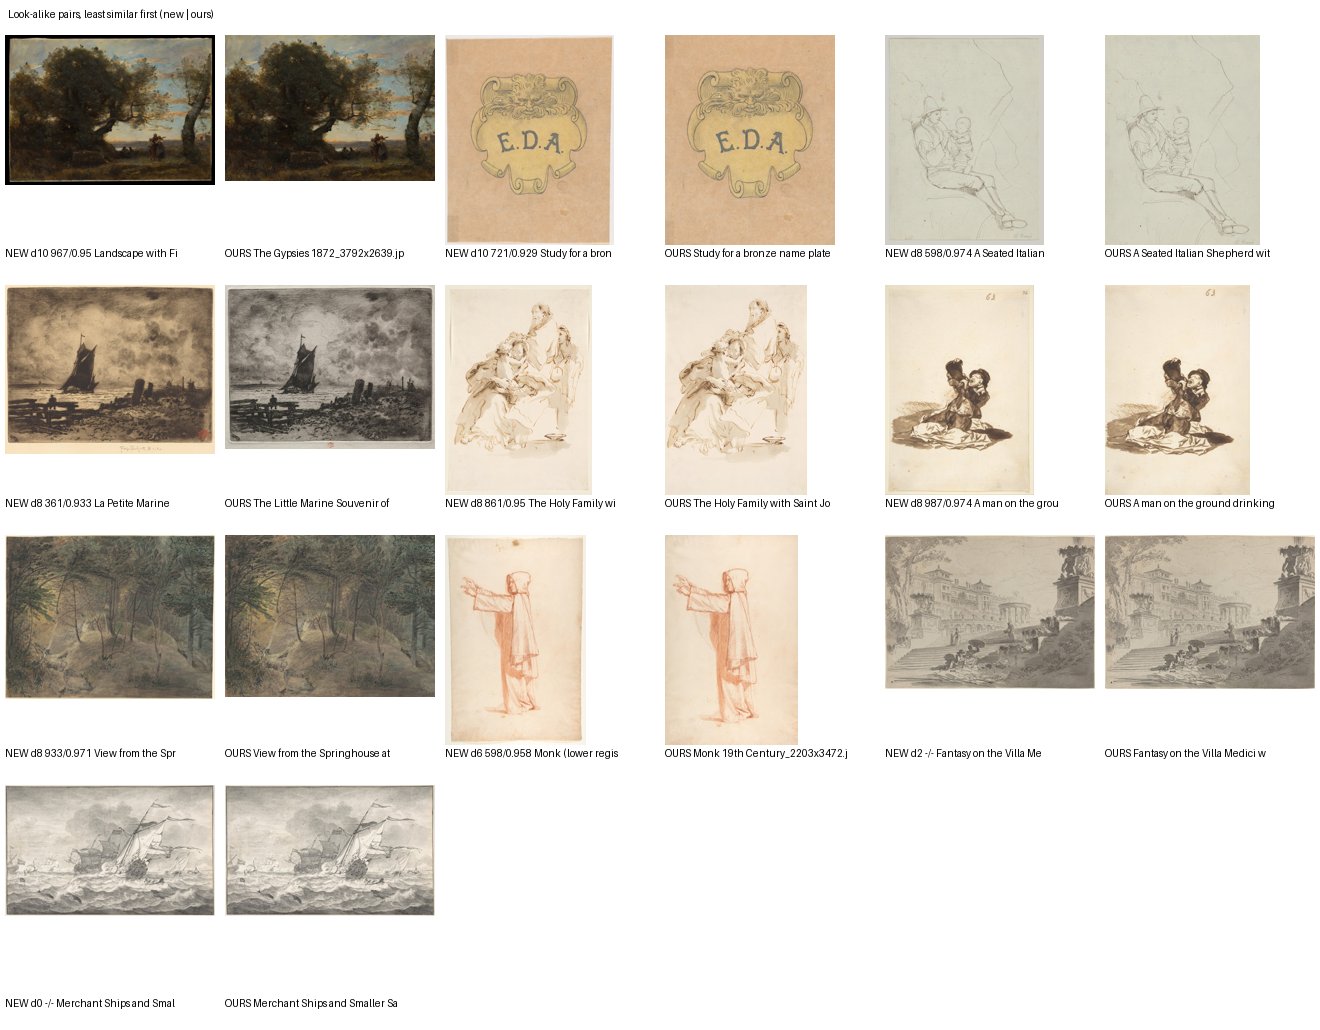 Look-alike pairs, least similar first (new | ours)
E.D.A.
E.D.A.
NEW d10 967/0.95 Landscape with Fi
OURS The Gypsies 1872_3792x2639.jp
NEW d10 721/0.929 Study for a bron
OURS Study for a bronze name plate
NEW d8 598/0.974 A Seated Italian
OURS A Seated Italian Shepherd wit
63
63
NEW d8 361/0.933 La Petite Marine
OURS The Little Marine Souvenir of
NEW d8 861/0.95 The Holy Family wi
OURS The Holy Family with Saint Jo
NEW d8 987/0.974 A man on the grou
OURS A man on the ground drinking
NEW d8 933/0.971 View from the Spr
OURS View from the Springhouse at
NEW d6 598/0.958 Monk (lower regis
OURS Monk 19th Century_2203x3472.j
NEW d2 -/- Fantasy on the Villa Me
OURS Fantasy on the Villa Medici w
NEW d0 -/- Merchant Ships and Smal
OURS Merchant Ships and Smaller Sa